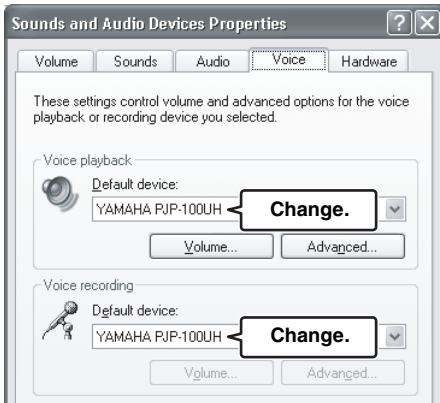 Sounds and Audio Devices Properties
Volume Sounds Audio Voice Hardware
These settings control volume and advanced options for the voice
playback or recording device you selected.
Voice playback
Default device:
YAMAHA PJP-100UH Change.
Volume... Advanced...
Voice recording
Default device:
YAMAHA PJP-100UH Change.
Volume... Advanced...